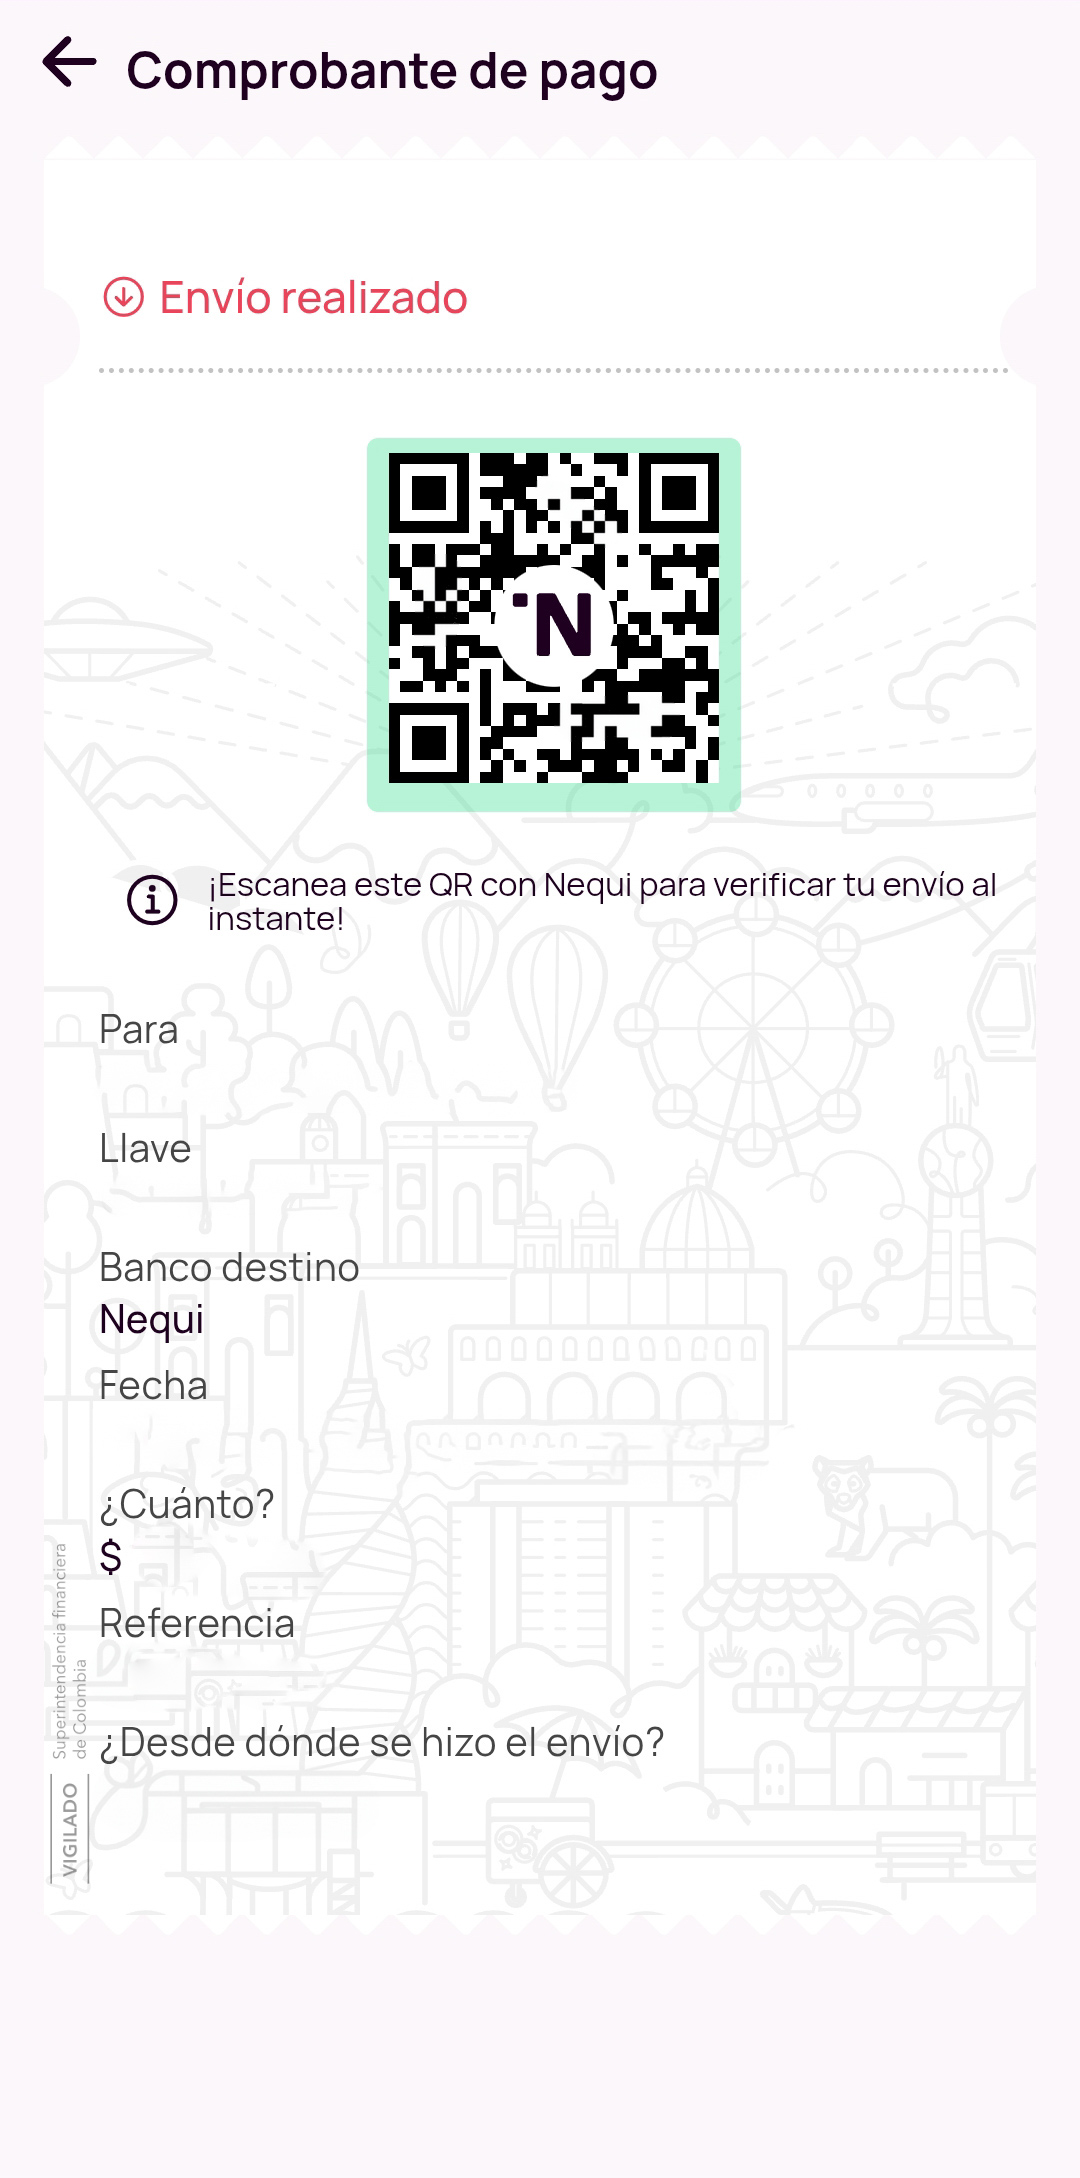 Comprobante de pago
Envío realizado
N
¡Escanea este QR con Nequi para verificar tu envío al
instante!
Para
Llave
Banco destino
Nequi
Fecha
¿Cuánto?
$
Referencia
¿Desde dónde se hizo el envío?
VIGILADO
Superintendencia financiera
de Colombia